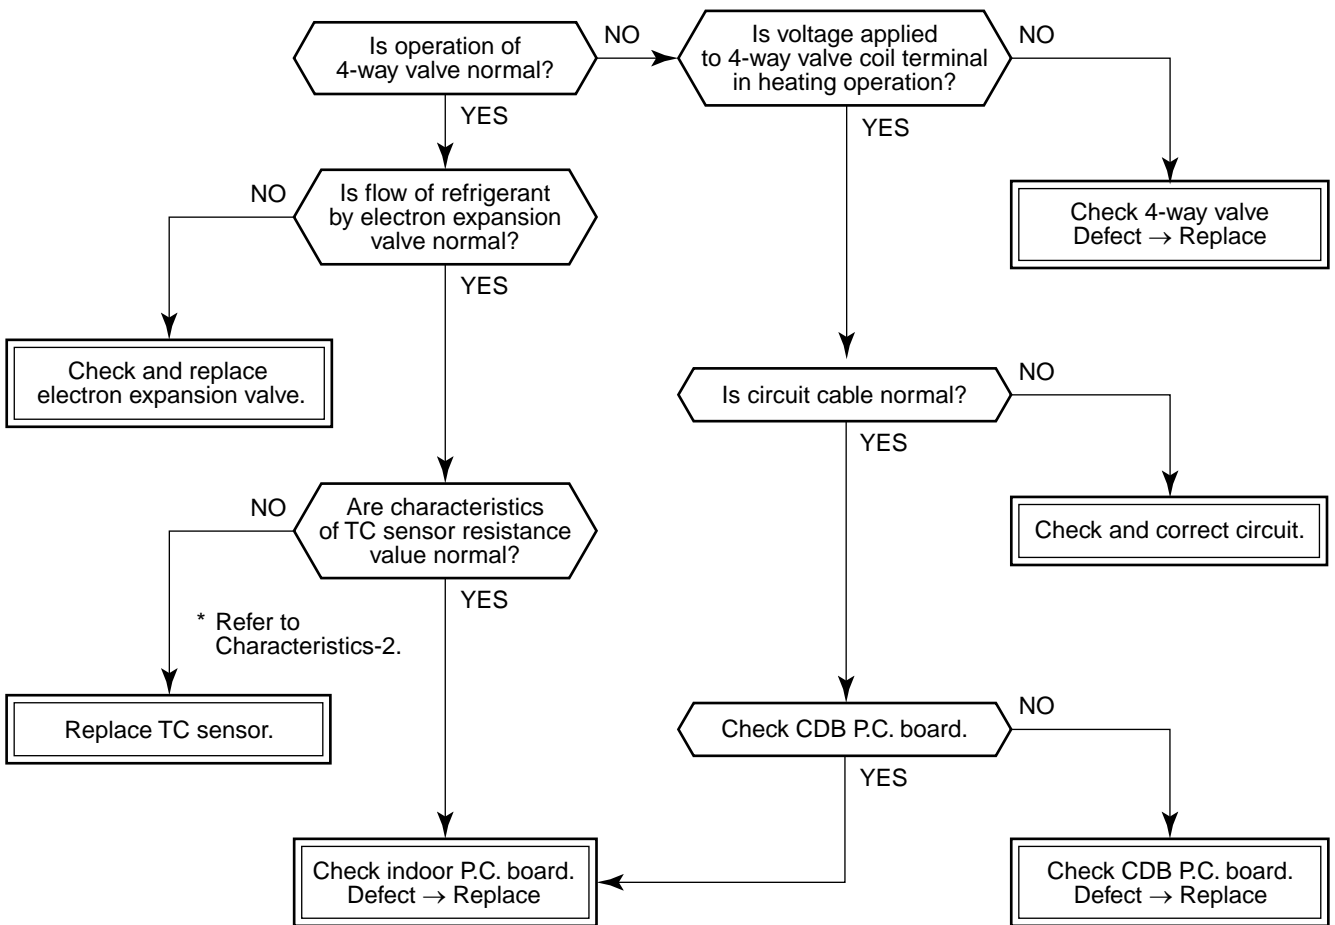 Is operation of
4-way valve normal?
NO
Is voltage applied
to 4-way valve coil terminal
in heating operation?
NO
YES
YES
Check 4-way valve
Defect → Replace
NO
Is flow of refrigerant
by electron expansion
valve normal?
YES
Check and replace
electron expansion valve.
Is circuit cable normal?
NO
YES
NO
Are characteristics
of TC sensor resistance
value normal?
YES
Check and correct circuit.
* Refer to
Characteristics-2.
Replace TC sensor.
Check CDB P.C. board.
NO
YES
Check indoor P.C. board.
Defect → Replace
Check CDB P.C. board.
Defect → Replace